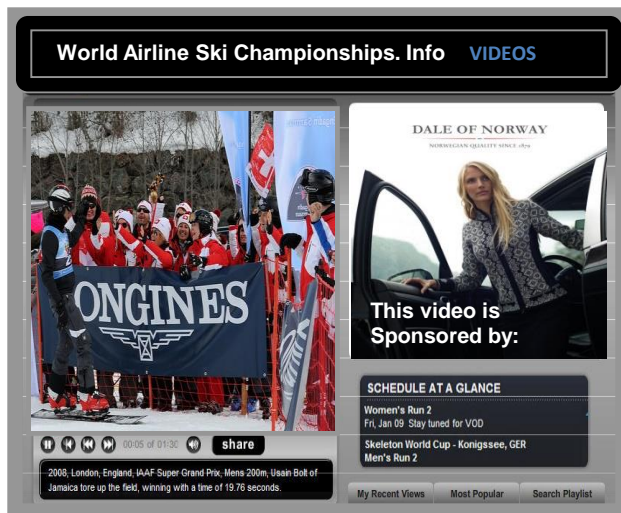 World Airline Ski Championships. Info VIDEOS
LONGINES
DALE OF NORWAY
NORWEGIAN QUALITY SINCE 1879
This video is
Sponsored by:
SCHEDULE AT A GLANCE
Women's Run 2
Fri, Jan 09 Stay tuned for VOD
Skeleton World Cup - Konigssee, GER
Men's Run 2
00:05 of 01:30
share
2008, London, England, IAAF Super Grand Prix, Mens 200m, Usain Bolt of
Jamaica tore up the field, winning with a time of 19.76 seconds.
My Recent Views Most Popular Search Playlist